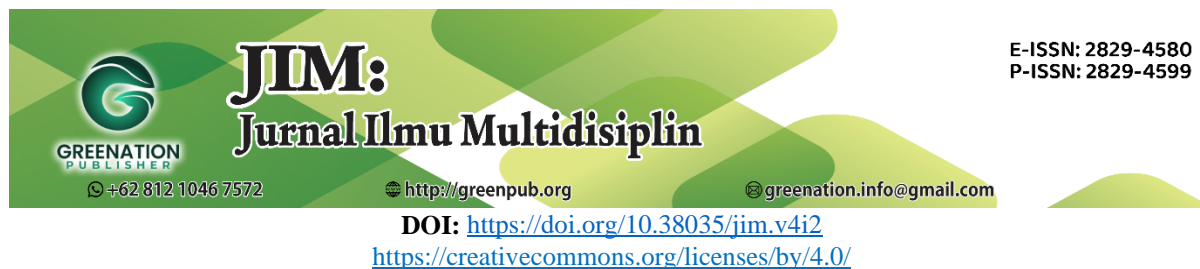 JIM:
Jurnal Ilmu Multidisiplin
E-ISSN: 2829-4580
P-ISSN: 2829-4599
GREENATION
PUBLISHER
+62 812 1046 7572
http://greenpub.org
greenation.info@gmail.com
DOI: https://doi.org/10.38035/jim.v4i2
https://creativecommons.org/licenses/by/4.0/